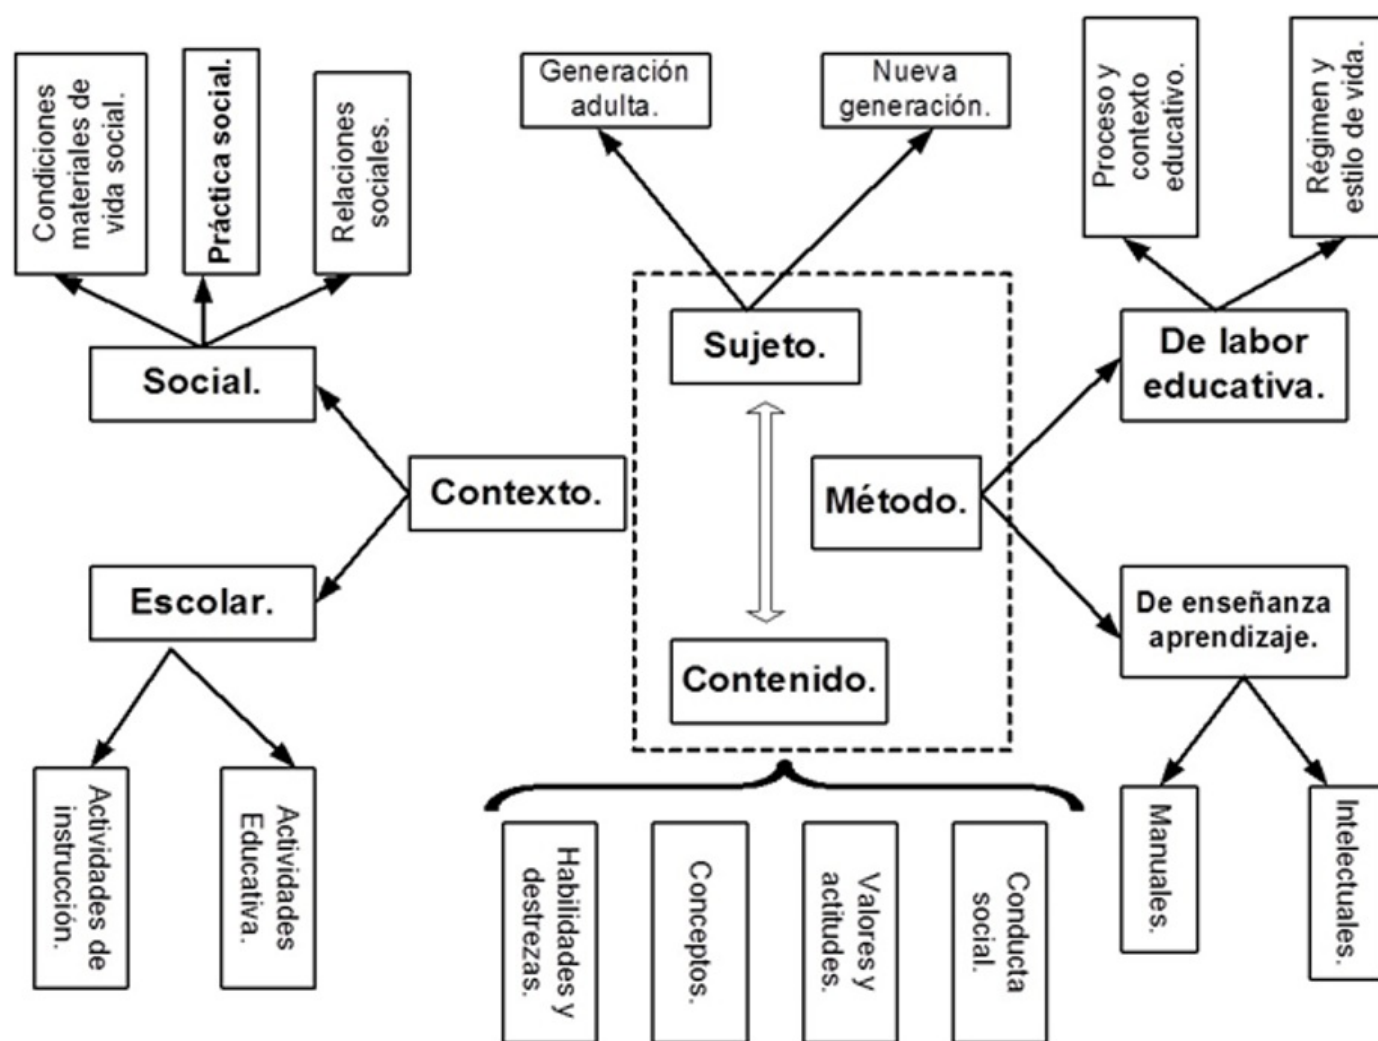 Condiciones
materiales de
vida social.
Práctica social.
Relaciones
sociales.
Generación
adulta.
Nueva
generación.
Proceso y
contexto
educativo.
Régimen y
estilo de vida.
Social.
Sujeto.
De labor
educativa.
Contexto.
Método.
Escolar.
Contenido.
De enseñanza
aprendizaje.
Actividades de
instrucción.
Actividades
Educativa.
Habilidades y
destrezas.
Conceptos.
Valores y
actitudes.
Conducta
social.
Manuales.
Intelectuales.